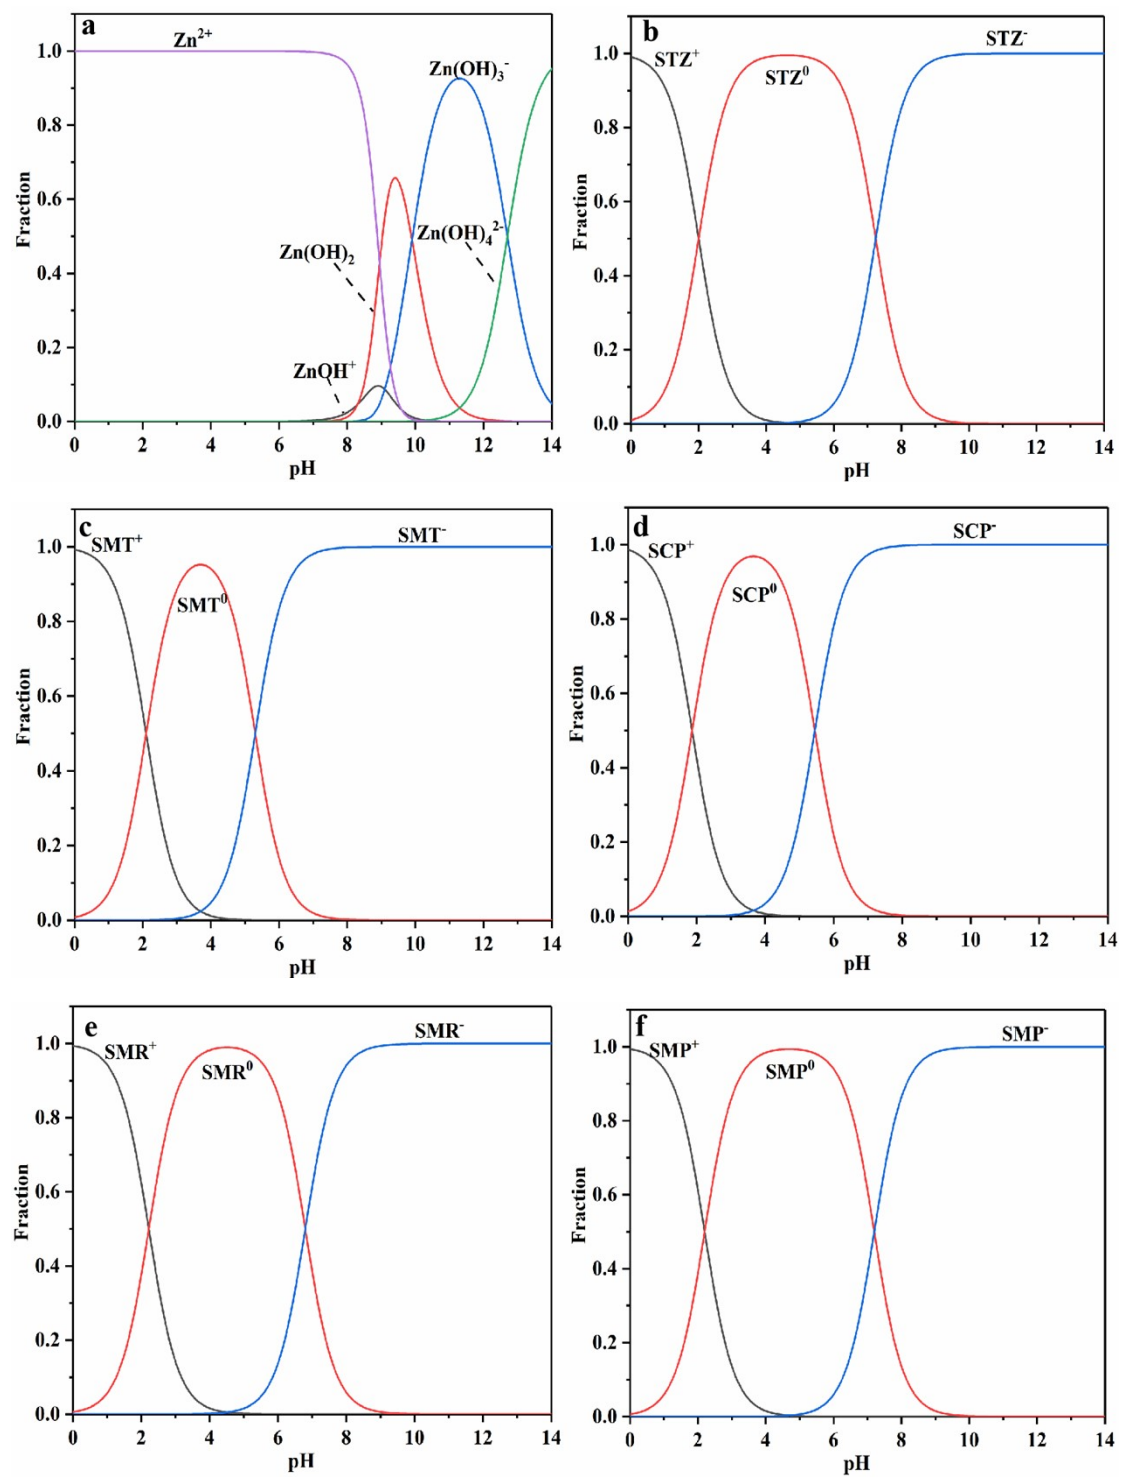 a
Zn²⁺
Zn(OH)₃⁻
Zn(OH)₄²⁻
Zn(OH)₂
ZnOH⁺
Fraction
1.0
0.8
0.6
0.4
0.2
0.0
0 2 4 6 8 10 12 14
pH
b
STZ⁺
STZ⁰
STZ⁻
Fraction
1.0
0.8
0.6
0.4
0.2
0.0
0 2 4 6 8 10 12 14
pH
c
SMT⁺
SMT⁰
SMT⁻
Fraction
1.0
0.8
0.6
0.4
0.2
0.0
0 2 4 6 8 10 12 14
pH
d
SCP⁺
SCP⁰
SCP⁻
Fraction
1.0
0.8
0.6
0.4
0.2
0.0
0 2 4 6 8 10 12 14
pH
e
SMR⁺
SMR⁰
SMR⁻
Fraction
1.0
0.8
0.6
0.4
0.2
0.0
0 2 4 6 8 10 12 14
pH
f
SMP⁺
SMP⁰
SMP⁻
Fraction
1.0
0.8
0.6
0.4
0.2
0.0
0 2 4 6 8 10 12 14
pH